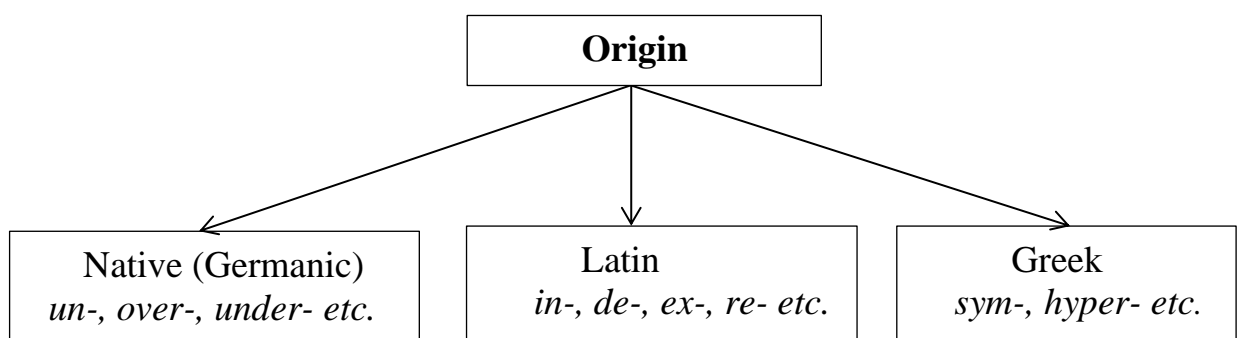 Origin
Native (Germanic)
un-, over-, under- etc.
Latin
in-, de-, ex-, re- etc.
Greek
sym-, hyper- etc.